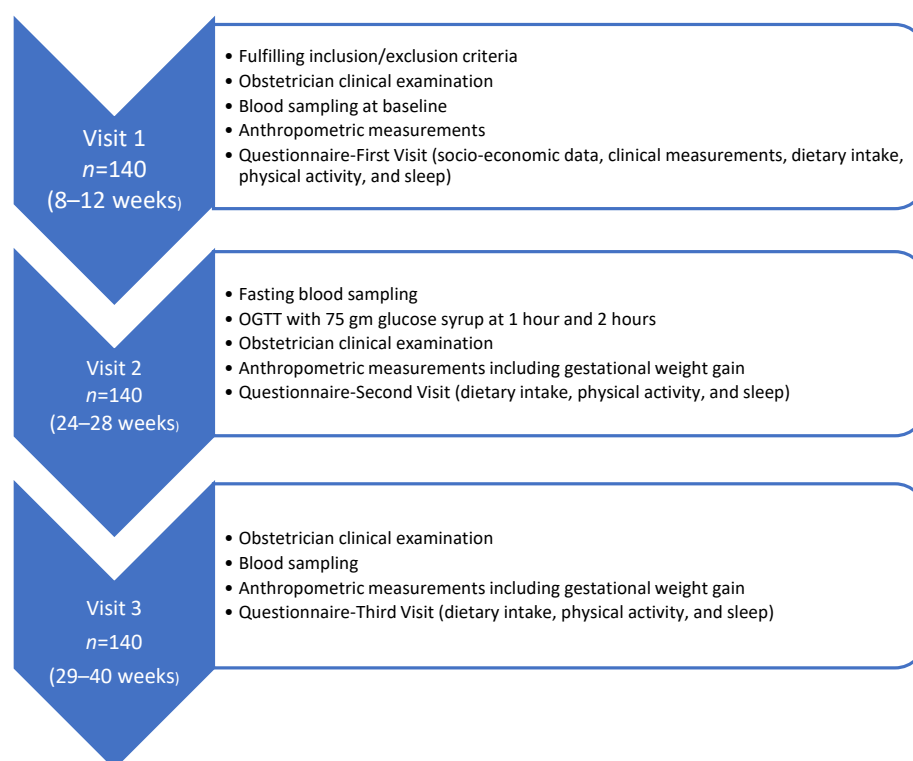 Visit 1
n=140
(8–12 weeks)
• Fulfilling inclusion/exclusion criteria
• Obstetrician clinical examination
• Blood sampling at baseline
• Anthropometric measurements
• Questionnaire-First Visit (socio-economic data, clinical measurements, dietary intake,
physical activity, and sleep)
Visit 2
n=140
(24–28 weeks)
• Fasting blood sampling
• OGTT with 75 gm glucose syrup at 1 hour and 2 hours
• Obstetrician clinical examination
• Anthropometric measurements including gestational weight gain
• Questionnaire-Second Visit (dietary intake, physical activity, and sleep)
Visit 3
n=140
(29–40 weeks)
• Obstetrician clinical examination
• Blood sampling
• Anthropometric measurements including gestational weight gain
• Questionnaire-Third Visit (dietary intake, physical activity, and sleep)